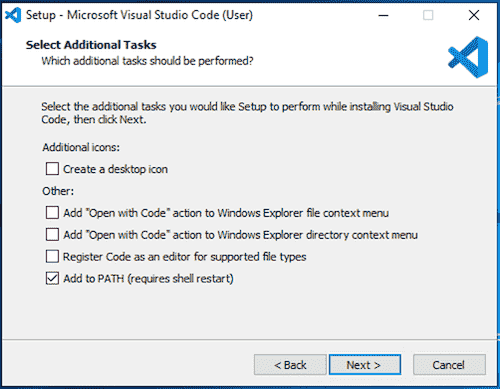 Setup - Microsoft Visual Studio Code (User)
Select Additional Tasks
Which additional tasks should be performed?
Select the additional tasks you would like Setup to perform while installing Visual Studio
Code, then click Next.
Additional icons:
Create a desktop icon
Other:
Add "Open with Code" action to Windows Explorer file context menu
Add "Open with Code" action to Windows Explorer directory context menu
Register Code as an editor for supported file types
Add to PATH (requires shell restart)
< Back Next > Cancel